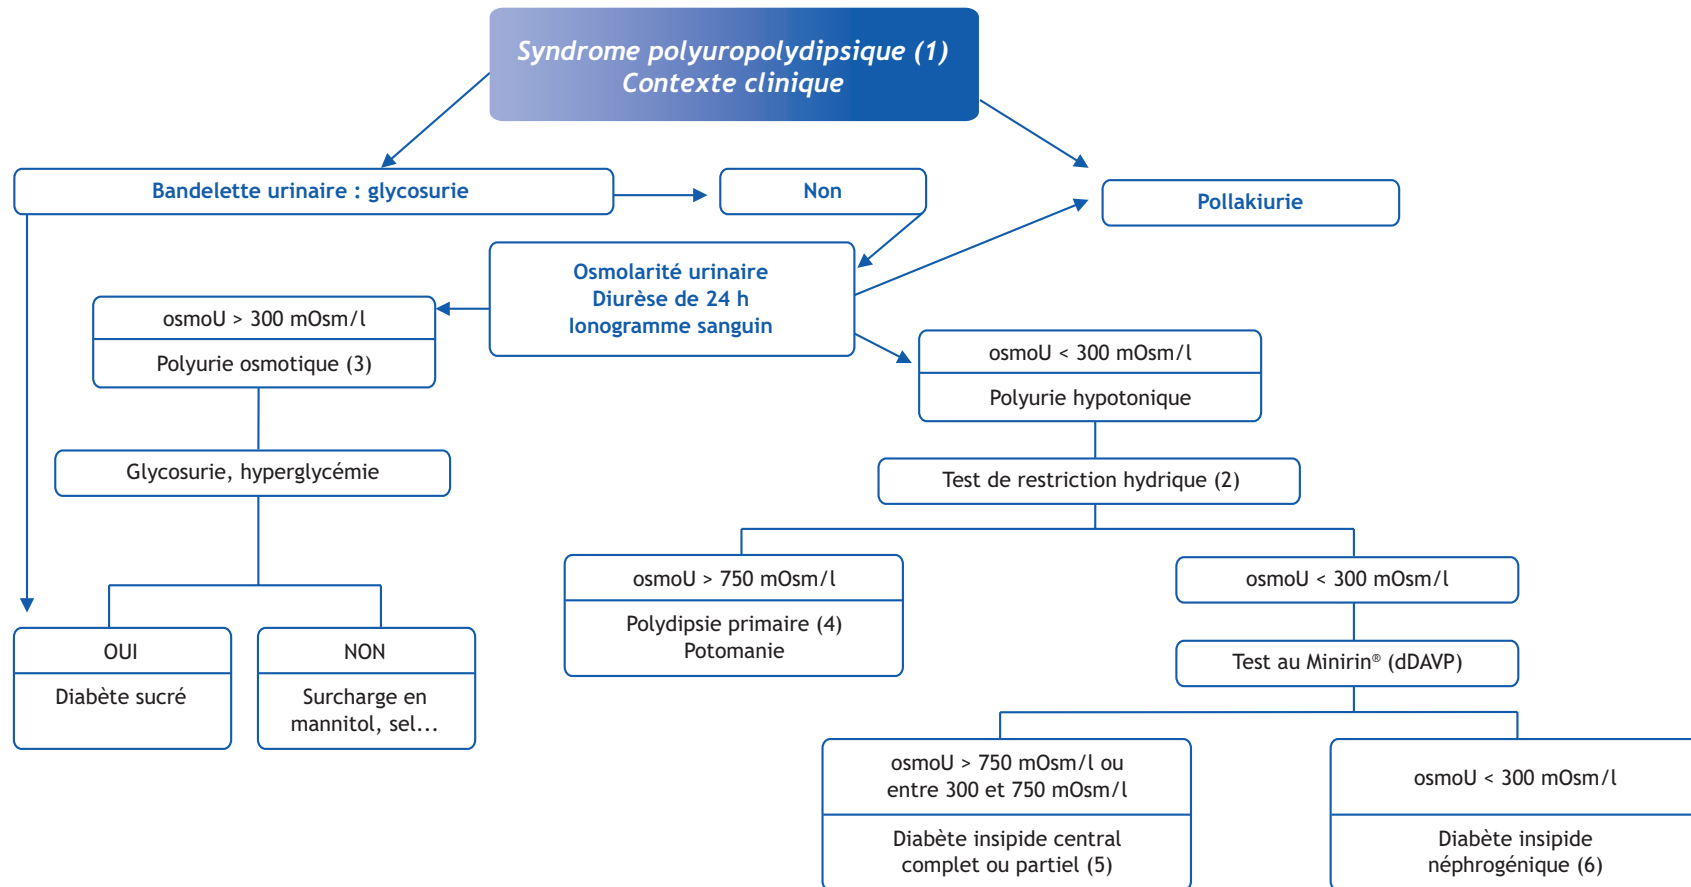 Syndrome polyuropolydipsique (1)
Contexte clinique
Bandelette urinaire : glycosurie
Non
Pollakiurie
Osmolarité urinaire
Diurèse de 24 h
Ionogramme sanguin
osmoU > 300 mOsm/l
Polyurie osmotique (3)
osmoU < 300 mOsm/l
Polyurie hypotonique
Glycosurie, hyperglycémie
Test de restriction hydrique (2)
osmoU > 750 mOsm/l
Polydipsie primaire (4)
Potomanie
osmoU < 300 mOsm/l
OUI
Diabète sucré
NON
Surcharge en
mannitol, sel...
Test au Minirin® (dDAVP)
osmoU > 750 mOsm/l ou
entre 300 et 750 mOsm/l
Diabète insipide central
complet ou partiel (5)
osmoU < 300 mOsm/l
Diabète insipide
néphrogénique (6)